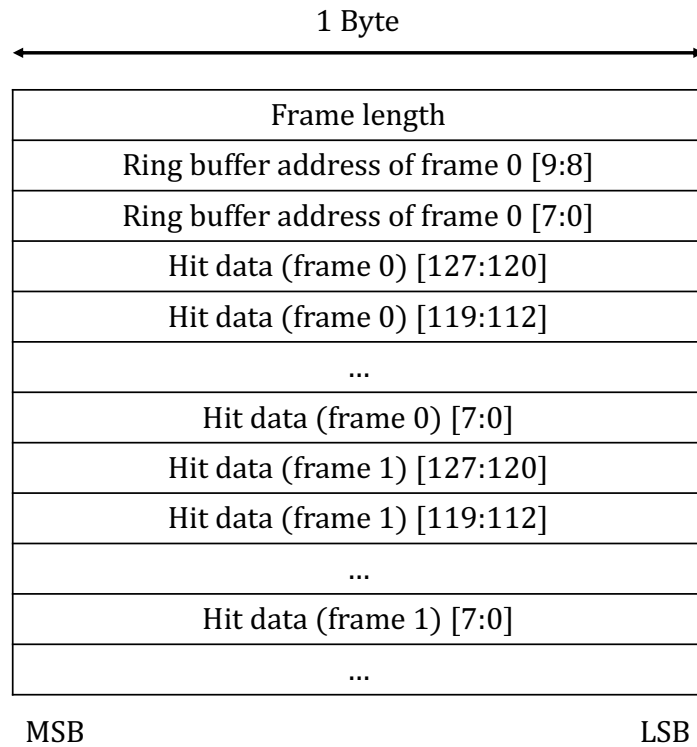 1 Byte
Frame length
Ring buffer address of frame 0 [9:8]
Ring buffer address of frame 0 [7:0]
Hit data (frame 0) [127:120]
Hit data (frame 0) [119:112]
...
Hit data (frame 0) [7:0]
Hit data (frame 1) [127:120]
Hit data (frame 1) [119:112]
...
Hit data (frame 1) [7:0]
...
MSB LSB